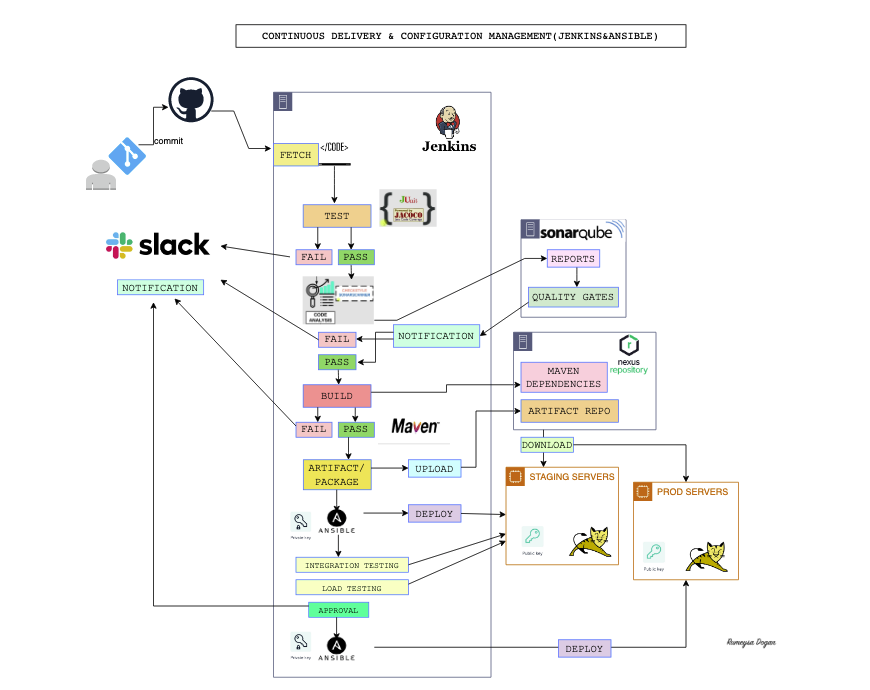 CONTINUOUS DELIVERY & CONFIGURATION MANAGEMENT(JENKINS&ANSIBLE)
commit
Jenkins
</CODE>
FETCH
TEST
JUnit
JACOCO
slack
FAIL
PASS
NOTIFICATION
sonarqube
REPORTS
QUALITY GATES
CODE
ANALYSIS
NOTIFICATION
FAIL
PASS
nexus
repository
MAVEN
DEPENDENCIES
BUILD
ARTIFACT REPO
FAIL
PASS
Maven
DOWNLOAD
ARTIFACT/
PACKAGE
UPLOAD
STAGING SERVERS
PROD SERVERS
DEPLOY
Private key
ANSIBLE
Public key
Public key
INTEGRATION TESTING
LOAD TESTING
APPROVAL
Private key
ANSIBLE
DEPLOY
Rumeysa Dogan